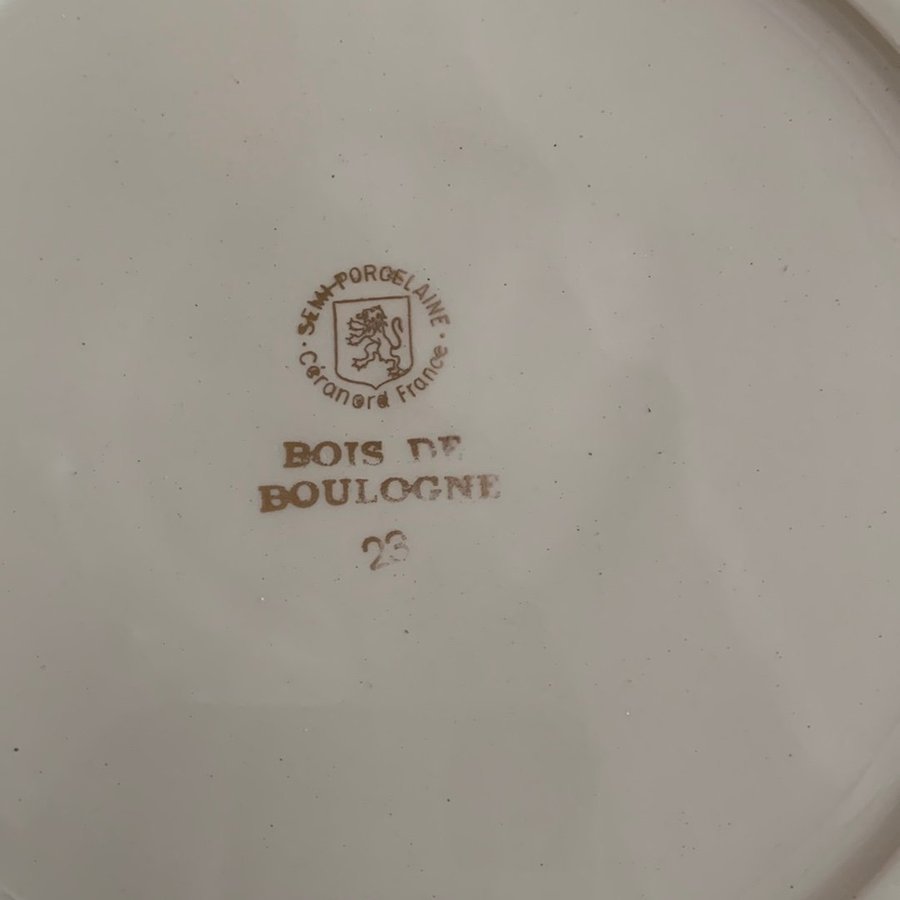 · SEMI-PORCELAINE ·
Céranord France
BOIS DE
BOULOGNE
23